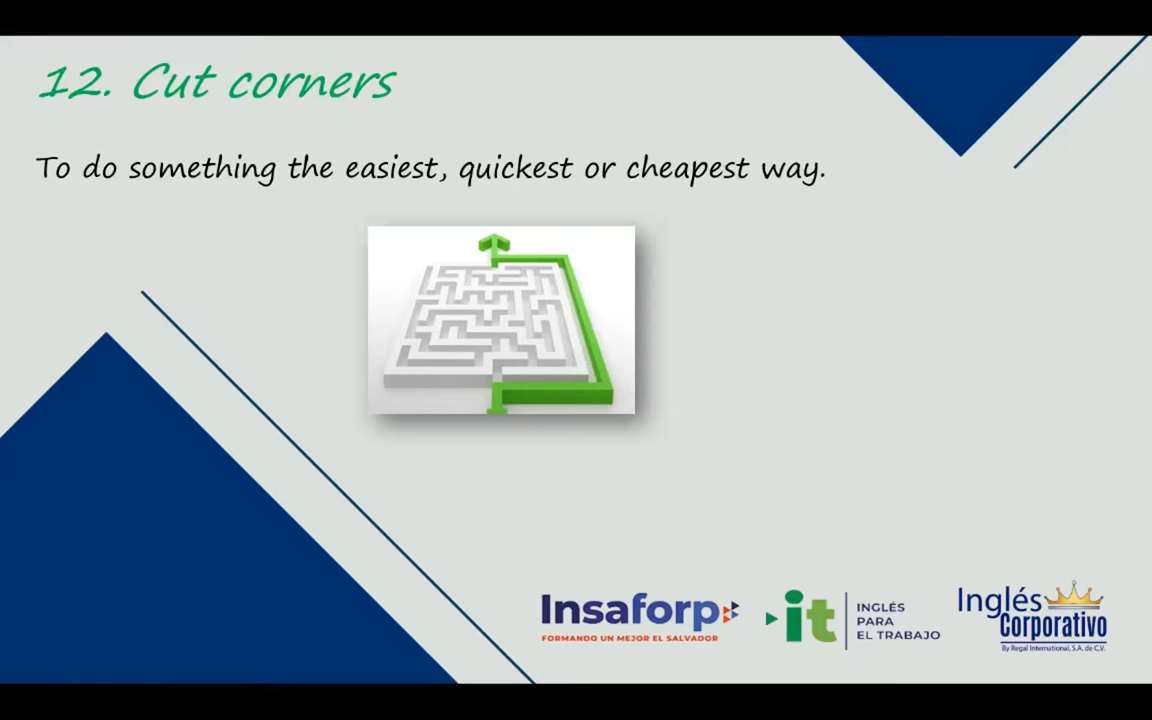 12. Cut corners
To do something the easiest, quickest or cheapest way.
Insaforp
FORMANDO UN MEJOR EL SALVADOR
it
INGLÉS
PARA
EL TRABAJO
Inglés
Corporativo
By Regal International, S.A. de C.V.